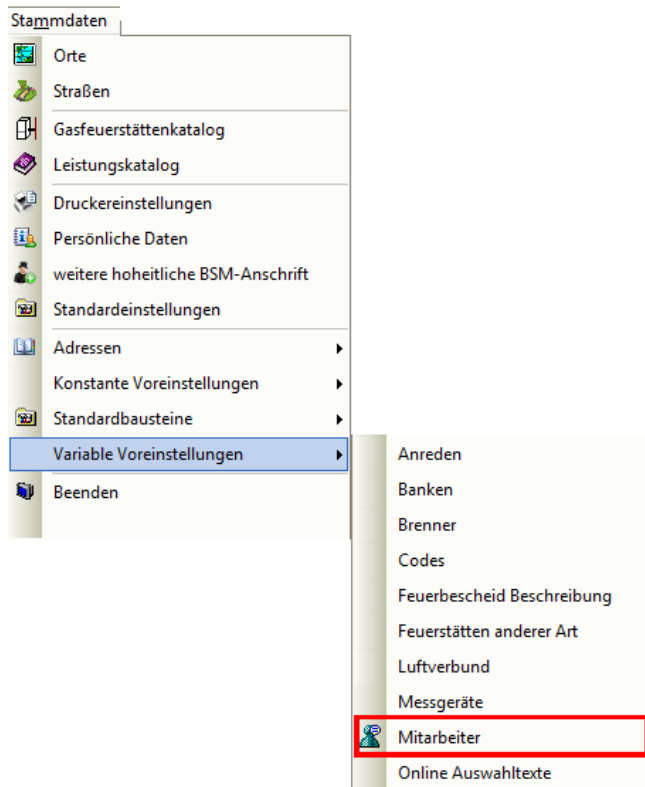 Stammdaten
Orte
Straßen
Gasfeuerstättenkatalog
Leistungskatalog
Druckereinstellungen
Persönliche Daten
weitere hoheitliche BSM-Anschrift
Standardeinstellungen
Adressen
Konstante Voreinstellungen
Standardbausteine
Variable Voreinstellungen
Beenden
Anreden
Banken
Brenner
Codes
Feuerbescheid Beschreibung
Feuerstätten anderer Art
Luftverbund
Messgeräte
Mitarbeiter
Online Auswahltexte